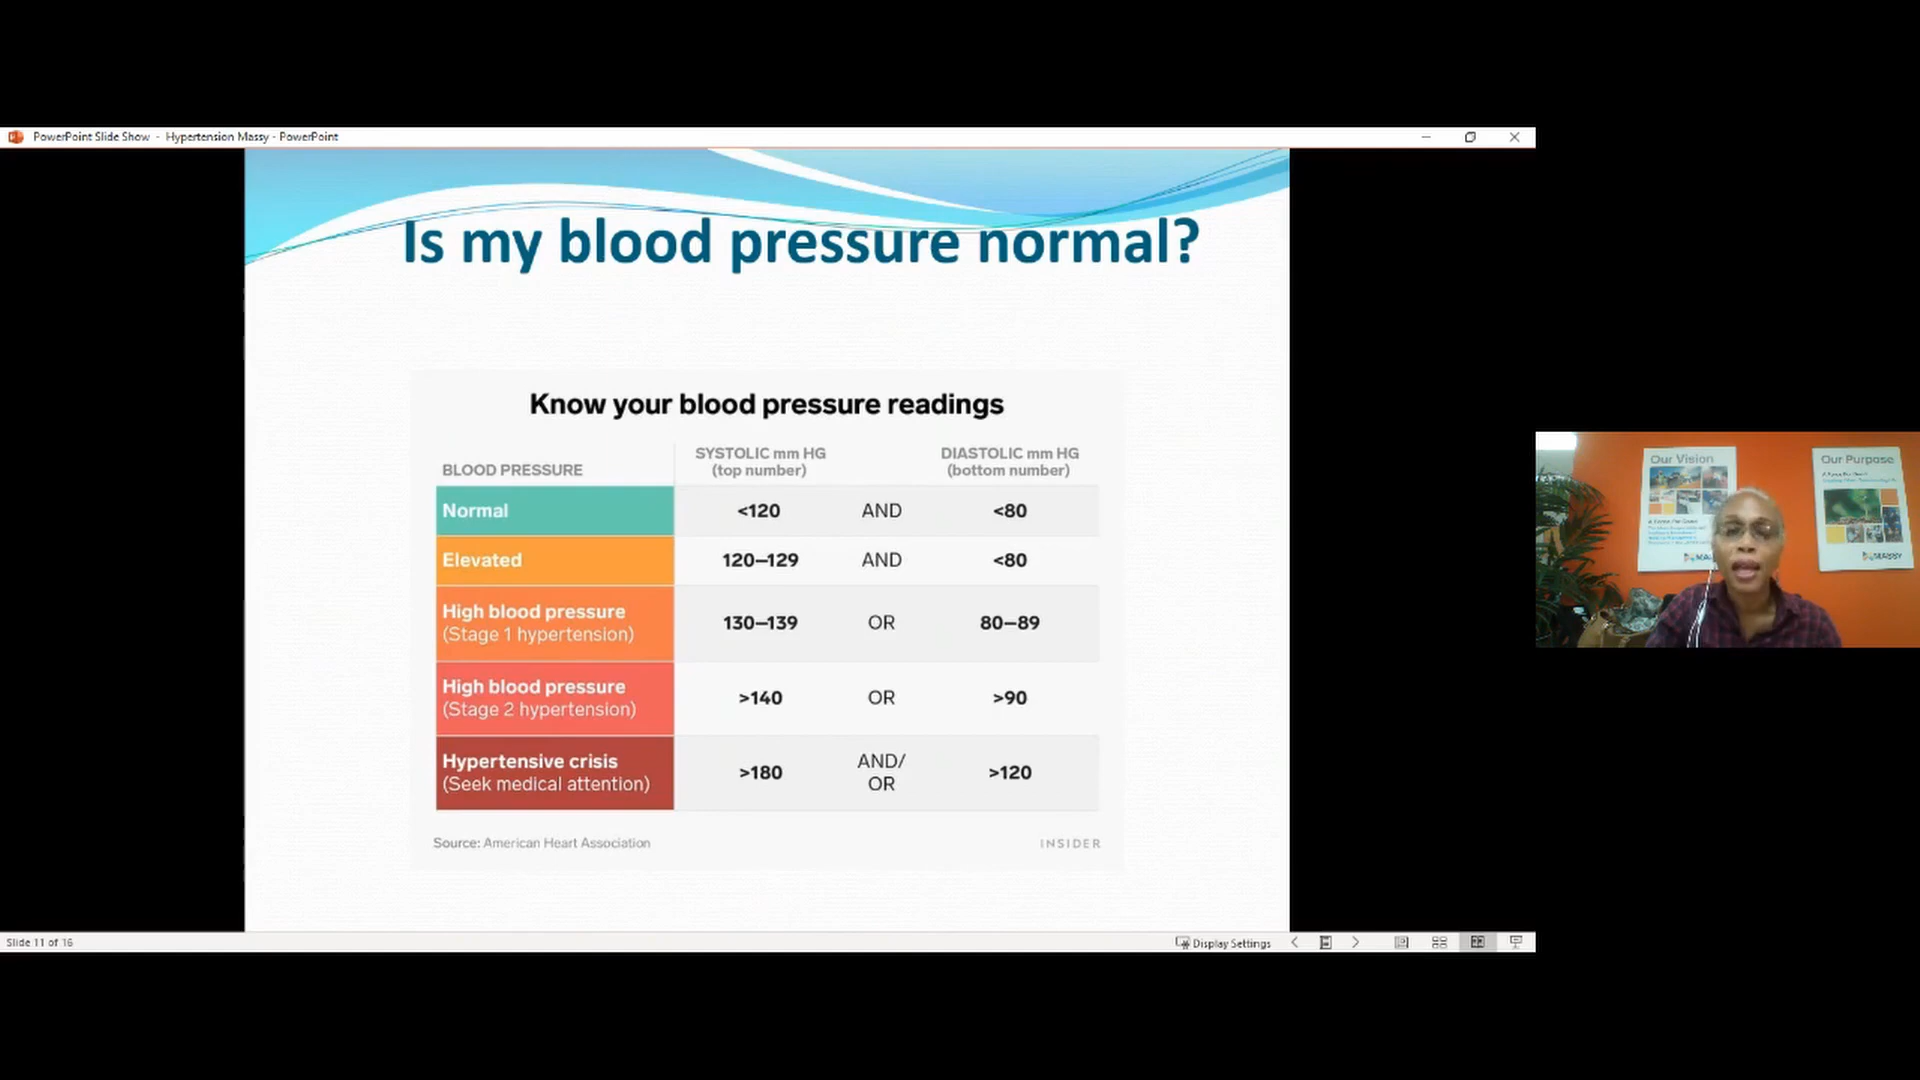 PowerPoint Slide Show - Hypertension Massy - PowerPoint
Is my blood pressure normal?
Know your blood pressure readings
BLOOD PRESSURE
SYSTOLIC mm HG
(top number)
DIASTOLIC mm HG
(bottom number)
Normal <120 AND <80
Elevated 120–129 AND <80
High blood pressure
(Stage 1 hypertension)
130–139 OR 80–89
High blood pressure
(Stage 2 hypertension)
>140 OR >90
Hypertensive crisis
(Seek medical attention)
>180 AND/
OR >120
Source: American Heart Association
INSIDER
Slide 11 of 16
Display Settings
Our Vision
Our Purpose
MASSY